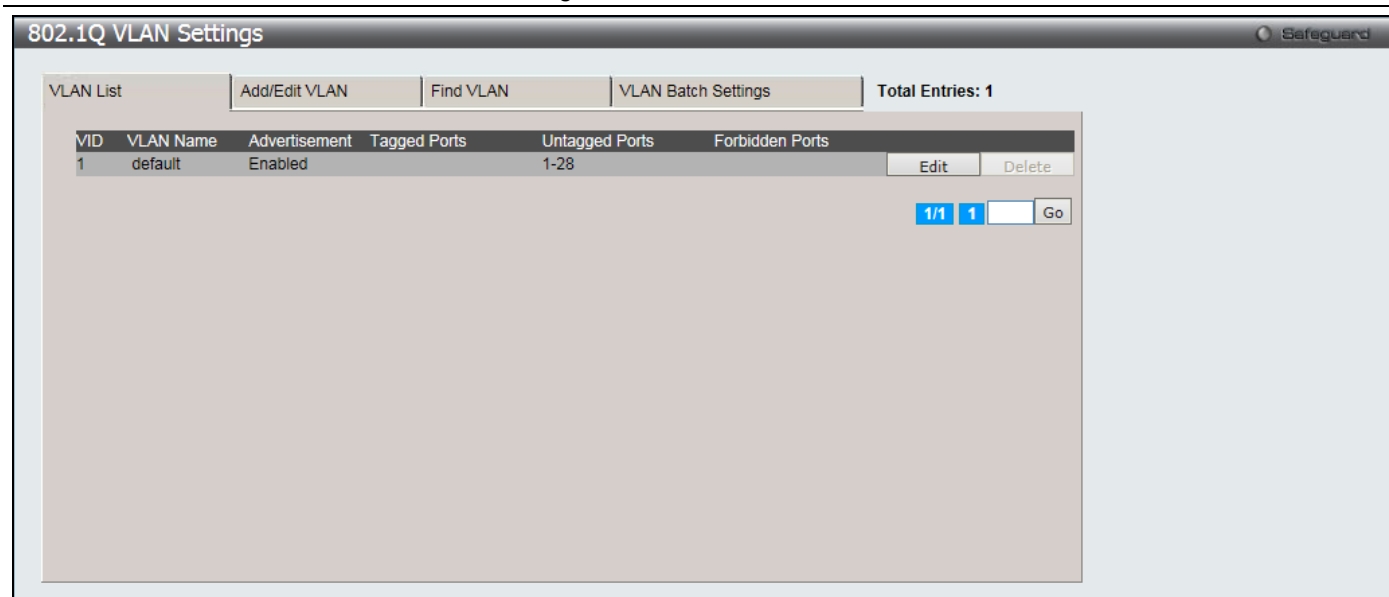 802.1Q VLAN Settings Safeguard
VLAN List Add/Edit VLAN Find VLAN VLAN Batch Settings Total Entries: 1
VID VLAN Name Advertisement Tagged Ports Untagged Ports Forbidden Ports
1 default Enabled 1-28 Edit Delete
1/1 1 Go